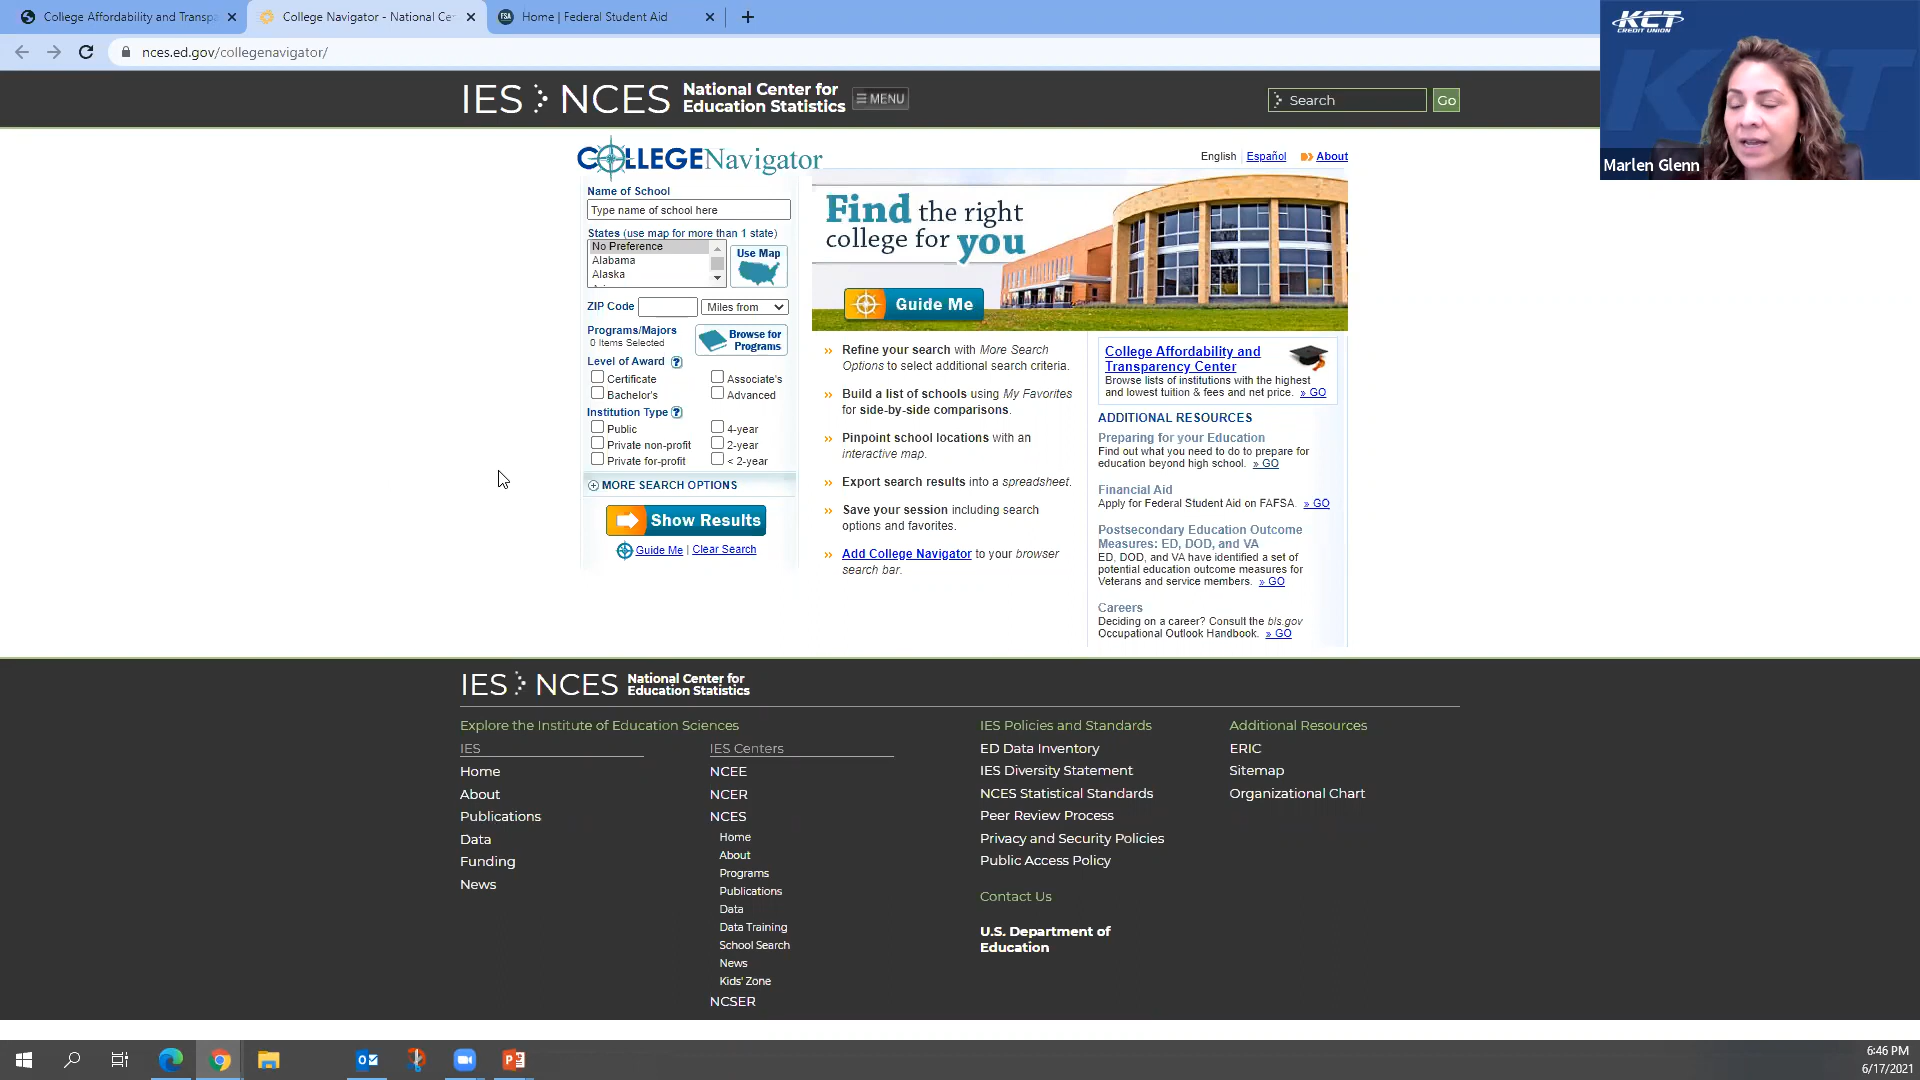 College Affordability and Transpa
College Navigator - National Ce
Home | Federal Student Aid
nces.ed.gov/collegenavigator/
KCT
CREDIT UNION
Marlen Glenn
IES NCES National Center for
Education Statistics
MENU
Search
Go
COLLEGE Navigator
English
Español
About
Name of School
Type name of school here
States (use map for more than 1 state)
No Preference
Alabama
Alaska
Use Map
ZIP Code
Miles from
Programs/Majors
0 Items Selected
Browse for
Programs
Level of Award ?
Certificate
Associate's
Bachelor's
Advanced
Institution Type ?
Public
4-year
Private non-profit
2-year
Private for-profit
< 2-year
MORE SEARCH OPTIONS
Show Results
Guide Me | Clear Search
Find the right
college for you
Guide Me
» Refine your search with More Search
Options to select additional search criteria.
» Build a list of schools using My Favorites
for side-by-side comparisons.
» Pinpoint school locations with an
interactive map.
» Export search results into a spreadsheet.
» Save your session including search
options and favorites.
» Add College Navigator to your browser
search bar.
College Affordability and
Transparency Center
Browse lists of institutions with the highest
and lowest tuition & fees and net price. » GO
ADDITIONAL RESOURCES
Preparing for your Education
Find out what you need to do to prepare for
education beyond high school. » GO
Financial Aid
Apply for Federal Student Aid on FAFSA. » GO
Postsecondary Education Outcome
Measures: ED, DOD, and VA
ED, DOD, and VA have identified a set of
potential education outcome measures for
Veterans and service members. » GO
Careers
Deciding on a career? Consult the bls.gov
Occupational Outlook Handbook. » GO
IES NCES National Center for
Education Statistics
Explore the Institute of Education Sciences
IES
Home
About
Publications
Data
Funding
News
IES Centers
NCEE
NCER
NCES
Home
About
Programs
Publications
Data
Data Training
School Search
News
Kids' Zone
NCSER
IES Policies and Standards
ED Data Inventory
IES Diversity Statement
NCES Statistical Standards
Peer Review Process
Privacy and Security Policies
Public Access Policy
Contact Us
U.S. Department of
Education
Additional Resources
ERIC
Sitemap
Organizational Chart
6:46 PM
6/17/2021